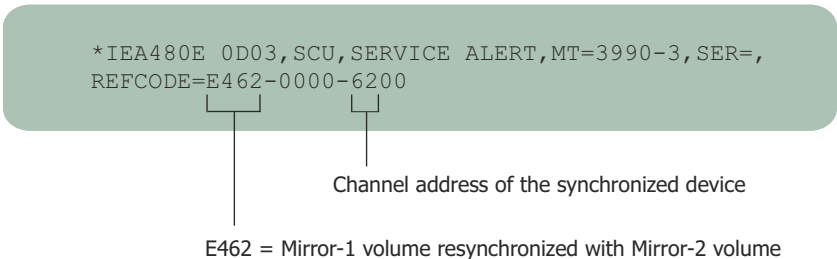 *IEA480E 0D03,SCU,SERVICE ALERT,MT=3990-3,SER=,
REFCODE=E462-0000-6200
Channel address of the synchronized device
E462 = Mirror-1 volume resynchronized with Mirror-2 volume